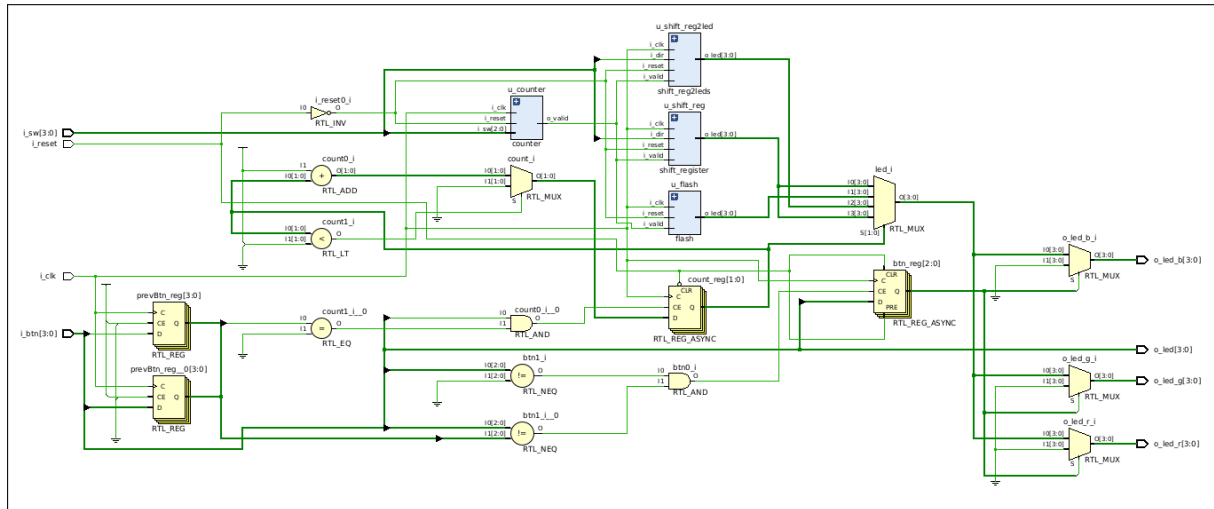 u_shift_reg2led
i_clk
i_dir
i_reset
i_valid
o_led[3:0]
shift_reg2leds
u_counter
i_clk
i_reset
i_sw[2:0]
o_valid
counter
i_reset0_i
I0
O
RTL_INV
i_sw[3:0]
i_reset
u_shift_reg
i_clk
i_dir
i_reset
i_valid
o_led[3:0]
shift_register
count0_i
I1
I0[1:0]
O[1:0]
+
RTL_ADD
count_i
I0[1:0]
I1[1:0]
O[1:0]
S
RTL_MUX
u_flash
i_clk
i_reset
i_valid
o_led[3:0]
flash
led_i
I0[3:0]
I1[3:0]
I2[3:0]
I3[3:0]
O[3:0]
S[1:0]
RTL_MUX
count1_i
I0[1:0]
I1[1:0]
O
<
RTL_LT
o_led_b_i
I0[3:0]
I1[3:0]
O[3:0]
S
RTL_MUX
o_led_b[3:0]
i_clk
btn_reg[2:0]
CLR
C
CE
D
Q
PRE
RTL_REG_ASYNC
count_reg[1:0]
CLR
C
CE
D
Q
RTL_REG_ASYNC
prevBtn_reg[3:0]
C
CE
D
Q
RTL_REG
i_btn[3:0]
count1_i__0
I0
I1
O
=
RTL_EQ
count0_i__0
I0
I1
O
RTL_AND
o_led[3:0]
prevBtn_reg__0[3:0]
C
CE
D
Q
RTL_REG
btn1_i
I0[2:0]
I1[2:0]
O
!=
RTL_NEQ
btn0_i
I0
I1
O
RTL_AND
o_led_g_i
I0[3:0]
I1[3:0]
O[3:0]
S
RTL_MUX
o_led_g[3:0]
btn1_i__0
I0[2:0]
I1[2:0]
O
!=
RTL_NEQ
o_led_r_i
I0[3:0]
I1[3:0]
O[3:0]
S
RTL_MUX
o_led_r[3:0]